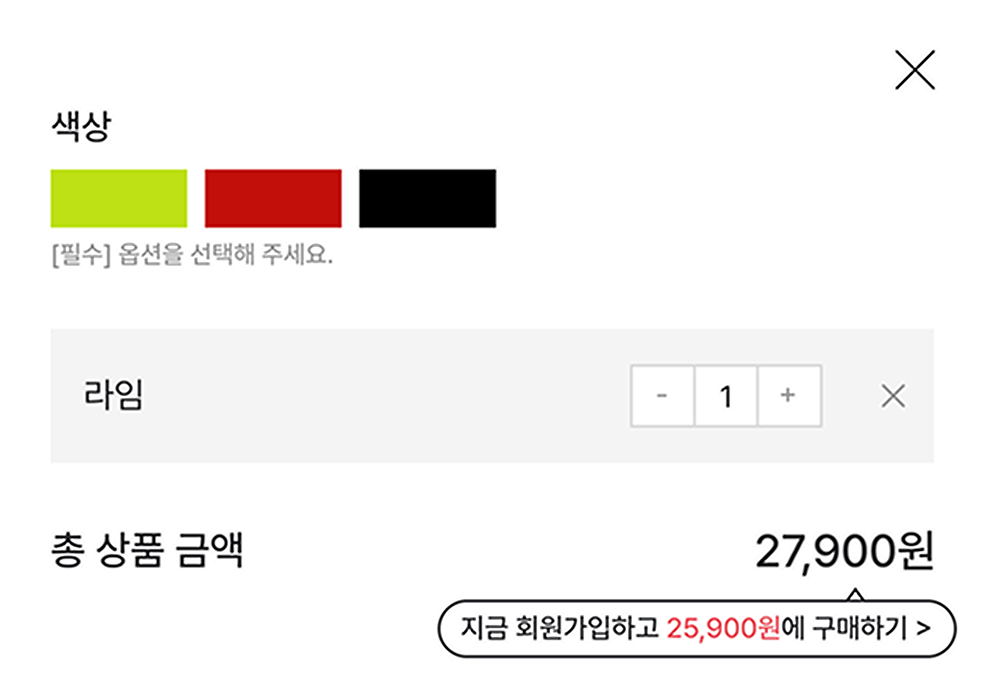 색상
[필수] 옵션을 선택해 주세요.
라임
- 1 +
총 상품 금액
27,900원
지금 회원가입하고 25,900원에 구매하기 >